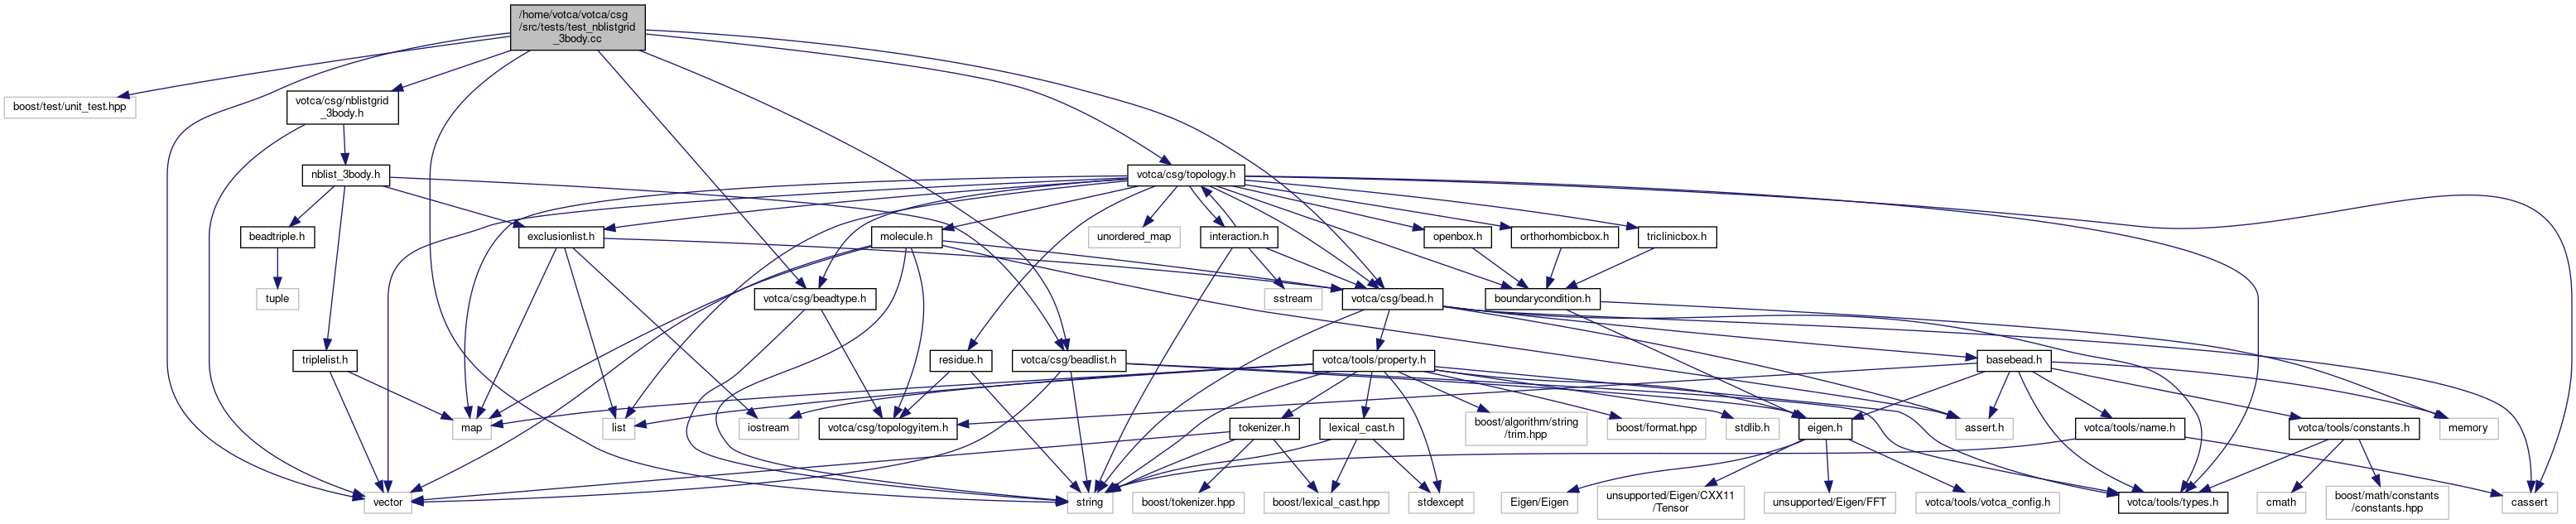 /home/votca/votca/csg
/src/tests/test_nblistgrid
_3body.cc
boost/test/unit_test.hpp
votca/csg/nblistgrid
_3body.h
nblist_3body.h
votca/csg/topology.h
beadtriple.h
exclusionlist.h
molecule.h
unordered_map
interaction.h
openbox.h
orthorhombicbox.h
triclinicbox.h
tuple
votca/csg/beadtype.h
sstream
votca/csg/bead.h
boundarycondition.h
triplelist.h
residue.h
votca/csg/beadlist.h
votca/tools/property.h
basebead.h
map
list
iostream
votca/csg/topologyitem.h
tokenizer.h
lexical_cast.h
boost/algorithm/string
/trim.hpp
boost/format.hpp
stdlib.h
eigen.h
assert.h
votca/tools/name.h
votca/tools/constants.h
memory
vector
string
boost/tokenizer.hpp
boost/lexical_cast.hpp
stdexcept
Eigen/Eigen
unsupported/Eigen/CXX11
/Tensor
unsupported/Eigen/FFT
votca/tools/votca_config.h
votca/tools/types.h
cmath
boost/math/constants
/constants.hpp
cassert